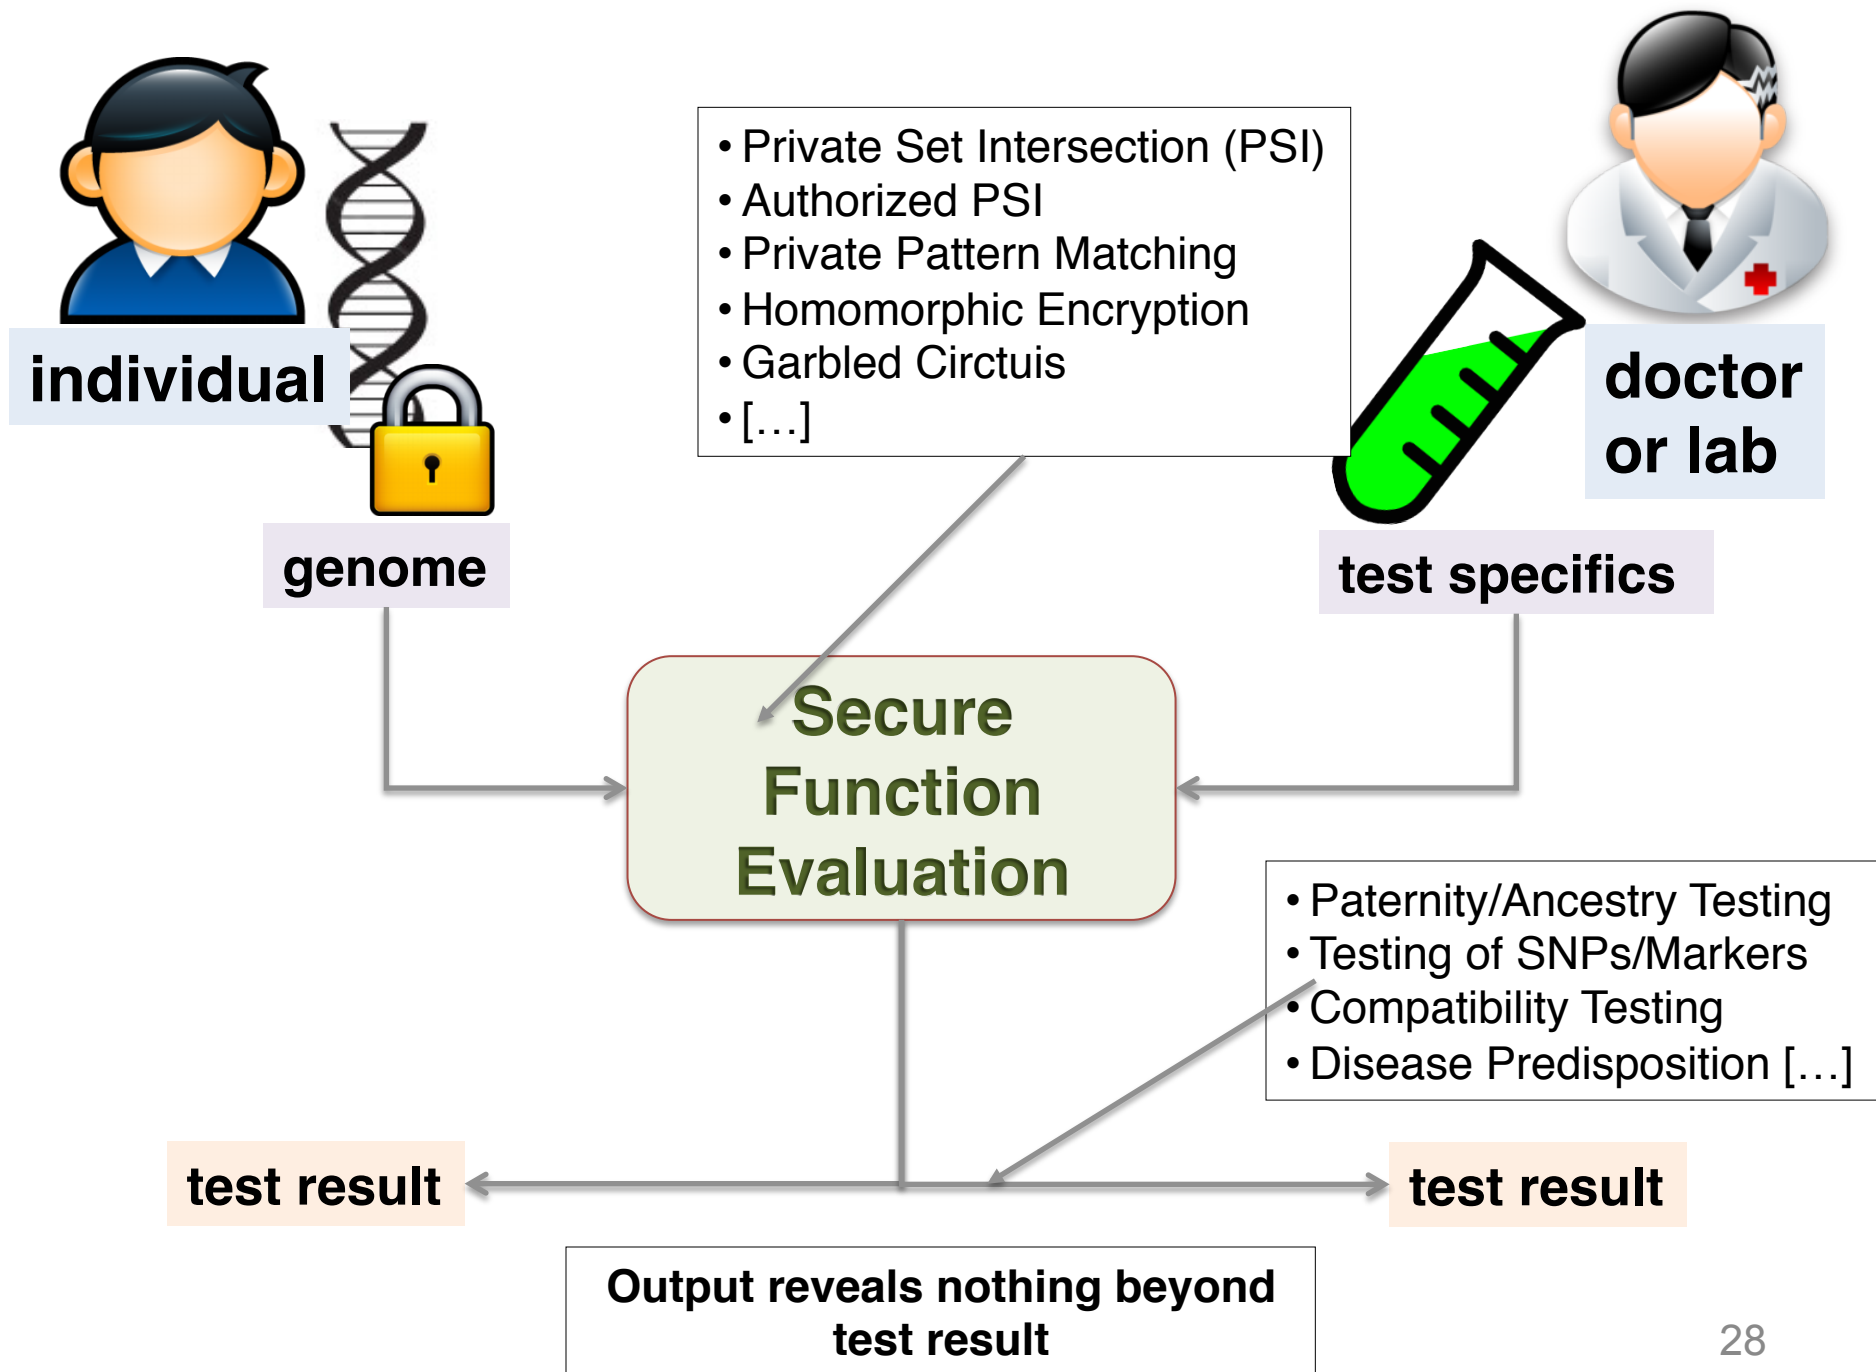 • Private Set Intersection (PSI)
• Authorized PSI
• Private Pattern Matching
• Homomorphic Encryption
• Garbled Circtuis
• […]
individual
doctor
or lab
genome
test specifics
Secure
Function
Evaluation
• Paternity/Ancestry Testing
• Testing of SNPs/Markers
• Compatibility Testing
• Disease Predisposition […]
test result
test result
Output reveals nothing beyond
test result
28